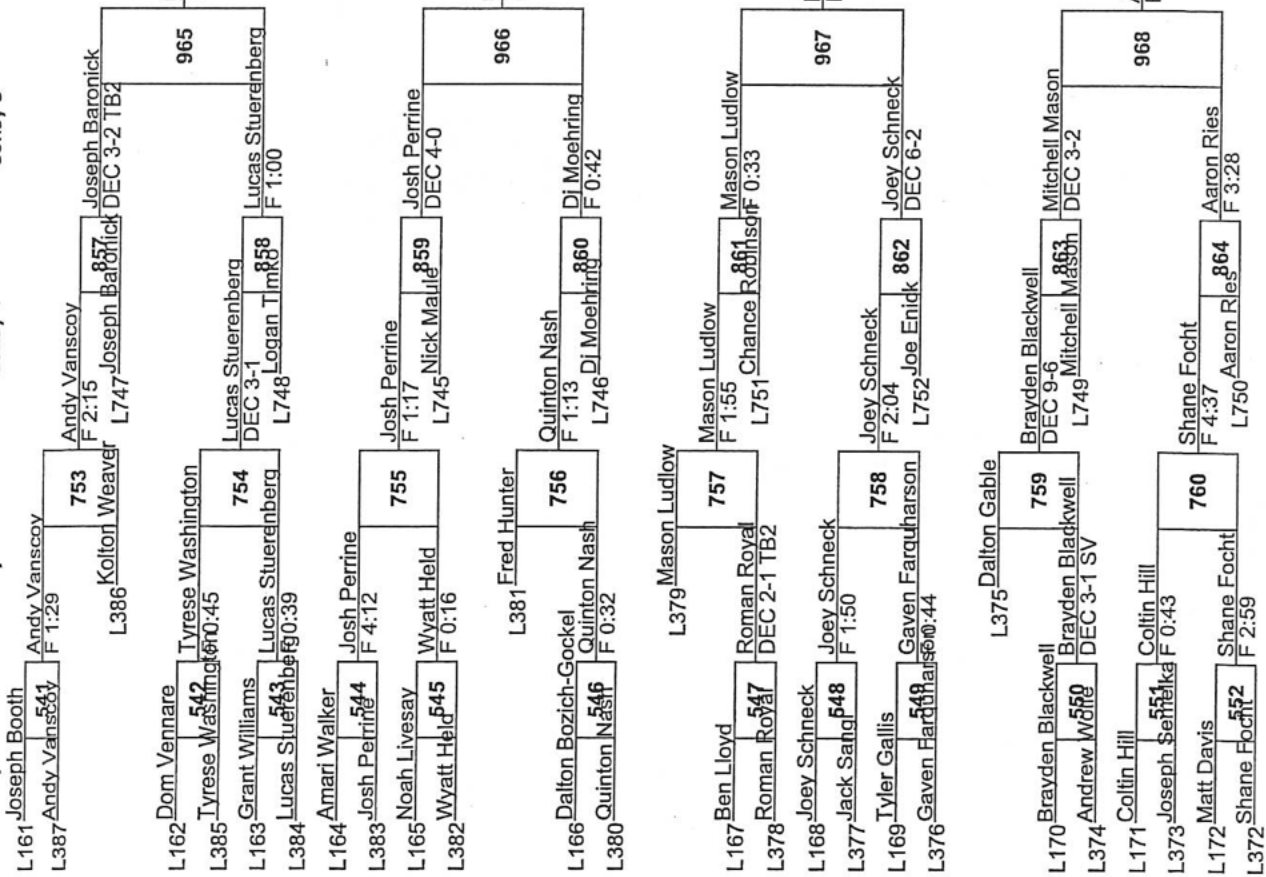 L161 Joseph Booth
541
L387 Andy Vanscoy
Andy Vanscoy
F 1:29
753
L386 Kolton Weaver
Andy Vanscoy
F 2:15
857
L747 Joseph Baronick
Joseph Baronick
DEC 3-2 TB2
965
L162 Dom Vennare
542
L385 Tyrese Washington
Tyrese Washington
F 0:45
754
L163 Grant Williams
543
L384 Lucas Stuerenberg
Lucas Stuerenberg
F 0:39
Lucas Stuerenberg
DEC 3-1
858
L748 Logan Timko
Lucas Stuerenberg
F 1:00
L164 Amari Walker
544
L383 Josh Perrine
Josh Perrine
F 4:12
755
L165 Noah Livesay
545
L382 Wyatt Held
Wyatt Held
F 0:16
Josh Perrine
F 1:17
859
L745 Nick Maule
Josh Perrine
DEC 4-0
966
L381 Fred Hunter
756
L166 Dalton Bozich-Gockel
546
L380 Quinton Nash
Quinton Nash
F 0:32
Quinton Nash
F 1:13
860
L746 Dj Moehring
Dj Moehring
F 0:42
L379 Mason Ludlow
757
L167 Ben Lloyd
547
L378 Roman Royal
Roman Royal
DEC 2-1 TB2
Mason Ludlow
F 1:55
861
L751 Chance Robinson
Mason Ludlow
F 0:33
967
L168 Joey Schneck
548
L377 Jack Sangl
Joey Schneck
F 1:50
758
L169 Tyler Gallis
549
L376 Gaven Farquharson
Gaven Farquharson
F 0:44
Joey Schneck
F 2:04
862
L752 Joe Enick
Joey Schneck
DEC 6-2
L375 Dalton Gable
759
L170 Brayden Blackwell
550
L374 Andrew Wolfe
Brayden Blackwell
DEC 3-1 SV
Brayden Blackwell
DEC 9-6
863
L749 Mitchell Mason
Mitchell Mason
DEC 3-2
968
L171 Coltin Hill
551
L373 Joseph Semelka
Coltin Hill
F 0:43
760
L172 Matt Davis
552
L372 Shane Focht
Shane Focht
F 2:59
Shane Focht
F 4:37
864
L750 Aaron Ries
Aaron Ries
F 3:28